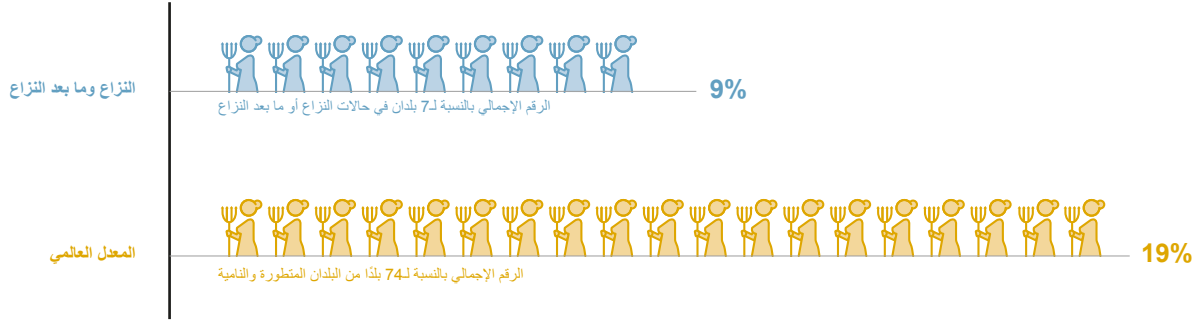 النزاع وما بعد النزاع
9%
الرقم الإجمالي بالنسبة لـ7 بلدان في حالات النزاع أو ما بعد النزاع
المعدل العالمي
19%
الرقم الإجمالي بالنسبة لـ74 بلدًا من البلدان المتطورة والنامية